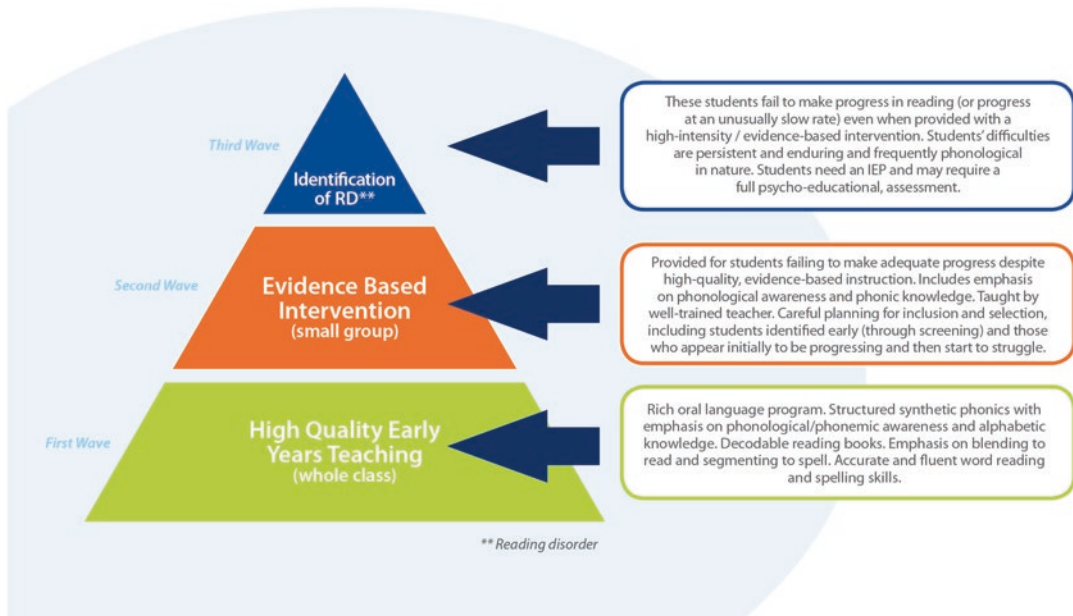 Third Wave
Identification
of RD**
These students fail to make progress in reading (or progress
at an unusually slow rate) even when provided with a
high-intensity / evidence-based intervention. Students' difficulties
are persistent and enduring and frequently phonological
in nature. Students need an IEP and may require a
full psycho-educational, assessment.
Second Wave
Evidence Based
Intervention
(small group)
Provided for students failing to make adequate progress despite
high-quality, evidence-based instruction. Includes emphasis
on phonological awareness and phonic knowledge. Taught by
well-trained teacher. Careful planning for inclusion and selection,
including students identified early (through screening) and those
who appear initially to be progressing and then start to struggle.
First Wave
High Quality Early
Years Teaching
(whole class)
Rich oral language program. Structured synthetic phonics with
emphasis on phonological/phonemic awareness and alphabetic
knowledge. Decodable reading books. Emphasis on blending to
read and segmenting to spell. Accurate and fluent word reading
and spelling skills.
** Reading disorder